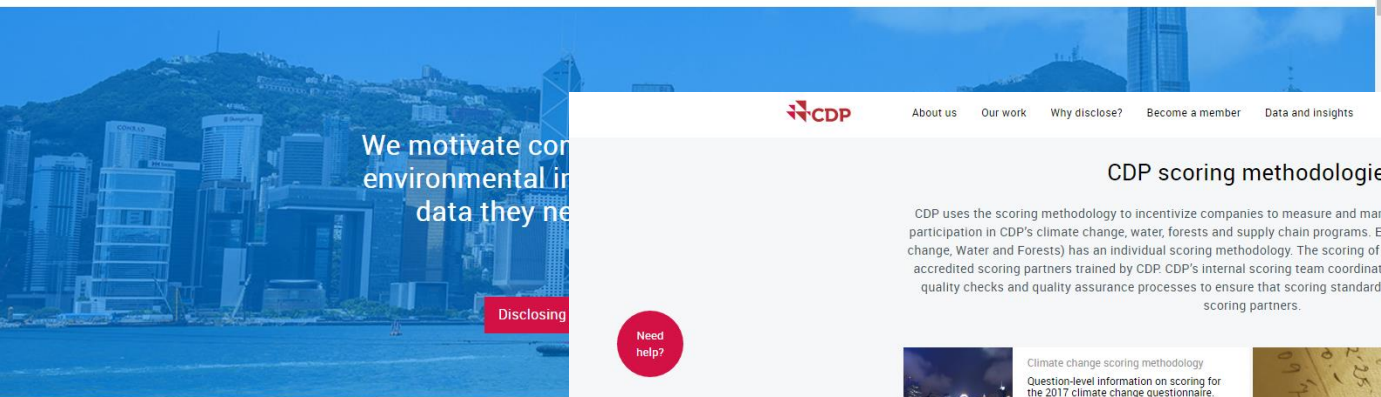 We motivate
environmental
data they
Disclosing
CDP
About us Our work Why disclose? Become a member Data and insights
CDP scoring methodologie
CDP uses the scoring methodology to incentivize companies to measure and mar
participation in CDP's climate change, water, forests and supply chain programs. E
change, Water and Forests) has an individual scoring methodology. The scoring of
accredited scoring partners trained by CDP. CDP's internal scoring team coordinat
quality checks and quality assurance processes to ensure that scoring standard
scoring partners.
Need
help?
Climate change scoring methodology
Question-level information on scoring for
the 2017 climate change questionnaire.
CONRAD